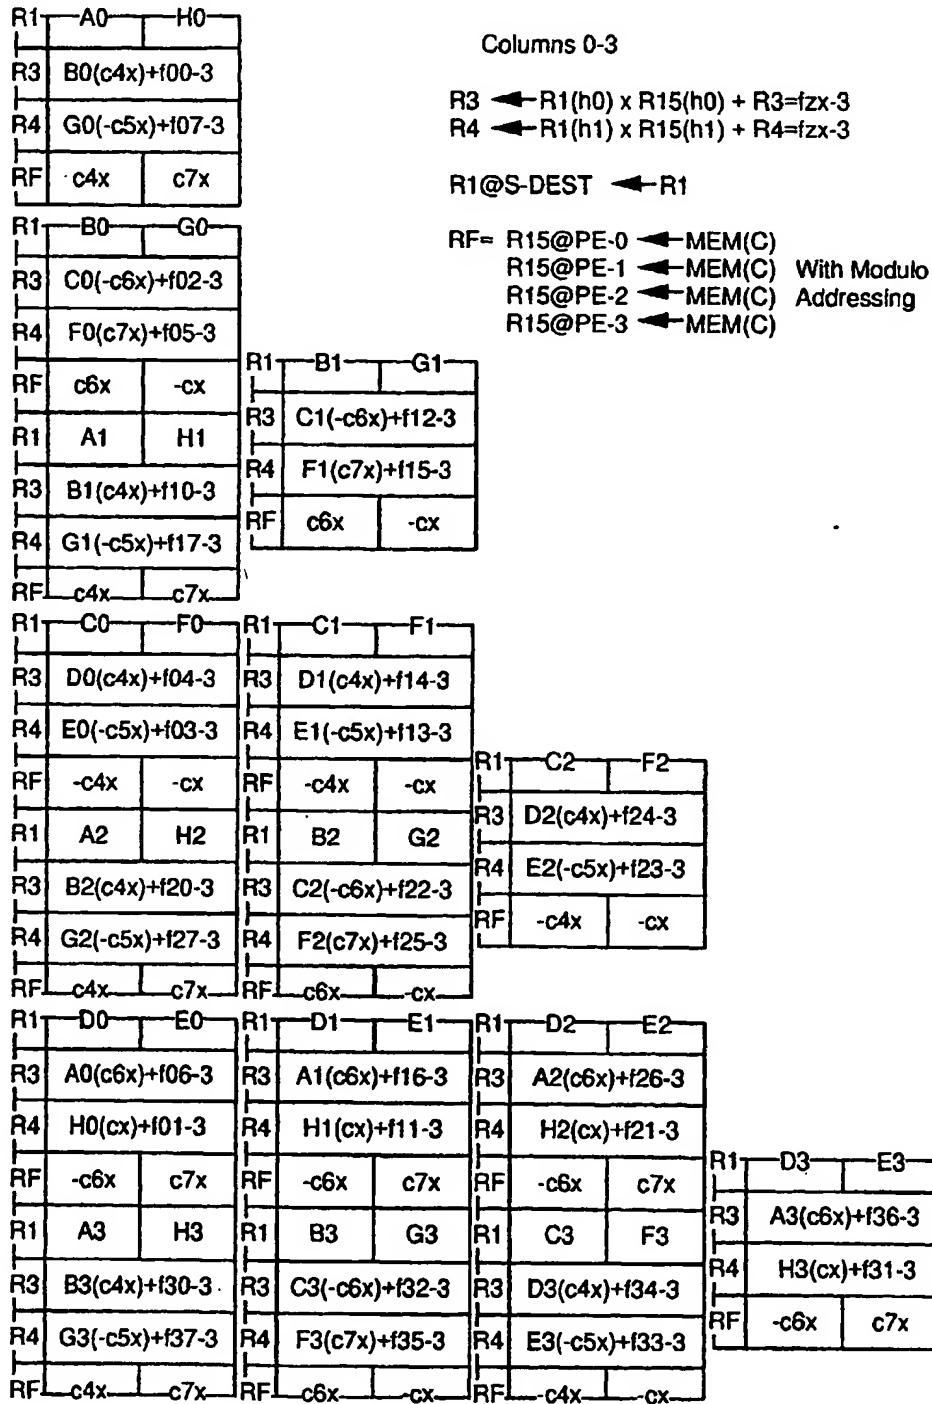 Columns 0-3
R3 ← R1(h0) x R15(h0) + R3=fzx-3
R4 ← R1(h1) x R15(h1) + R4=fzx-3
R1@S-DEST ← R1
RF= R15@PE-0 ← MEM(C)
R15@PE-1 ← MEM(C) With Modulo
R15@PE-2 ← MEM(C) Addressing
R15@PE-3 ← MEM(C)
R1 A0 H0
R3 B0(c4x)+f00-3
R4 G0(-c5x)+f07-3
RF c4x c7x
R1 B0 G0
R3 C0(-c6x)+f02-3
R4 F0(c7x)+f05-3
RF c6x -cx
R1 A1 H1
R3 B1(c4x)+f10-3
R4 G1(-c5x)+f17-3
RF c4x c7x
R1 B1 G1
R3 C1(-c6x)+f12-3
R4 F1(c7x)+f15-3
RF c6x -cx
R1 C0 F0
R3 D0(c4x)+f04-3
R4 E0(-c5x)+f03-3
RF -c4x -cx
R1 A2 H2
R3 B2(c4x)+f20-3
R4 G2(-c5x)+f27-3
RF c4x c7x
R1 C1 F1
R3 D1(c4x)+f14-3
R4 E1(-c5x)+f13-3
RF -c4x -cx
R1 B2 G2
R3 C2(-c6x)+f22-3
R4 F2(c7x)+f25-3
RF c6x -cx
R1 C2 F2
R3 D2(c4x)+f24-3
R4 E2(-c5x)+f23-3
RF -c4x -cx
R1 D0 E0
R3 A0(c6x)+f06-3
R4 H0(cx)+f01-3
RF -c6x c7x
R1 A3 H3
R3 B3(c4x)+f30-3
R4 G3(-c5x)+f37-3
RF c4x c7x
R1 D1 E1
R3 A1(c6x)+f16-3
R4 H1(cx)+f11-3
RF -c6x c7x
R1 B3 G3
R3 C3(-c6x)+f32-3
R4 F3(c7x)+f35-3
RF c6x -cx
R1 D2 E2
R3 A2(c6x)+f26-3
R4 H2(cx)+f21-3
RF -c6x c7x
R1 C3 F3
R3 D3(c4x)+f34-3
R4 E3(-c5x)+f33-3
RF -c4x -cx
R1 D3 E3
R3 A3(c6x)+f36-3
R4 H3(cx)+f31-3
RF -c6x c7x